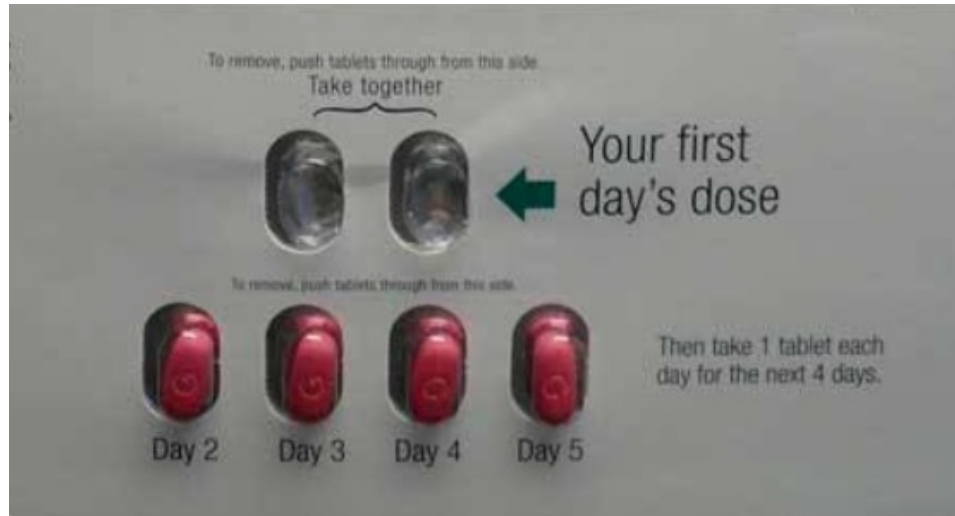 To remove, push tablets through from this side
Take together
Your first
day's dose
To remove, push tablets through from this side.
Then take 1 tablet each
day for the next 4 days.
Day 2 Day 3 Day 4 Day 5